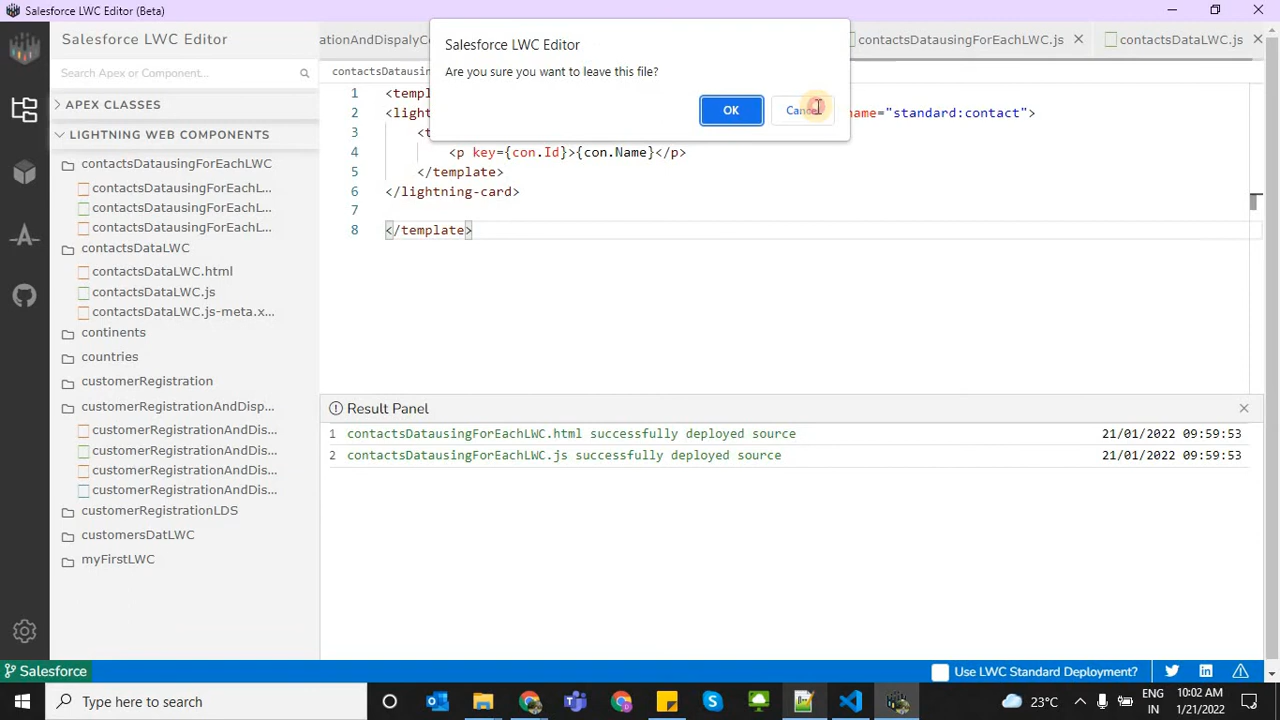 Salesforce LWC Editor (Beta)
Salesforce LWC Editor
Search Apex or Component...
APEX CLASSES
LIGHTNING WEB COMPONENTS
contactsDatausingForEachLWC
contactsDatausingForEachL...
contactsDatausingForEachL...
contactsDatausingForEachL...
contactsDataLWC
contactsDataLWC.html
contactsDataLWC.js
contactsDataLWC.js-meta.x...
continents
countries
customerRegistration
customerRegistrationAndDisp...
customerRegistrationAndDis...
customerRegistrationAndDis...
customerRegistrationAndDis...
customerRegistrationAndDis...
customerRegistrationLDS
customersDatLWC
myFirstLWC
Salesforce
ationAndDispalyC
contactsDatausingForEachLWC.js
contactsDataLWC.js
contactsDatausin
Salesforce LWC Editor
Are you sure you want to leave this file?
OK
Cancel
1 <temp
2 <light name="standard:contact">
3 <t
4 <p key={con.Id}>{con.Name}</p>
5 </template>
6 </lightning-card>
7
8 </template>
Result Panel
1 contactsDatausingForEachLWC.html successfully deployed source 21/01/2022 09:59:53
2 contactsDatausingForEachLWC.js successfully deployed source 21/01/2022 09:59:53
Use LWC Standard Deployment?
Type here to search
23°C
ENG
IN
10:02 AM
1/21/2022